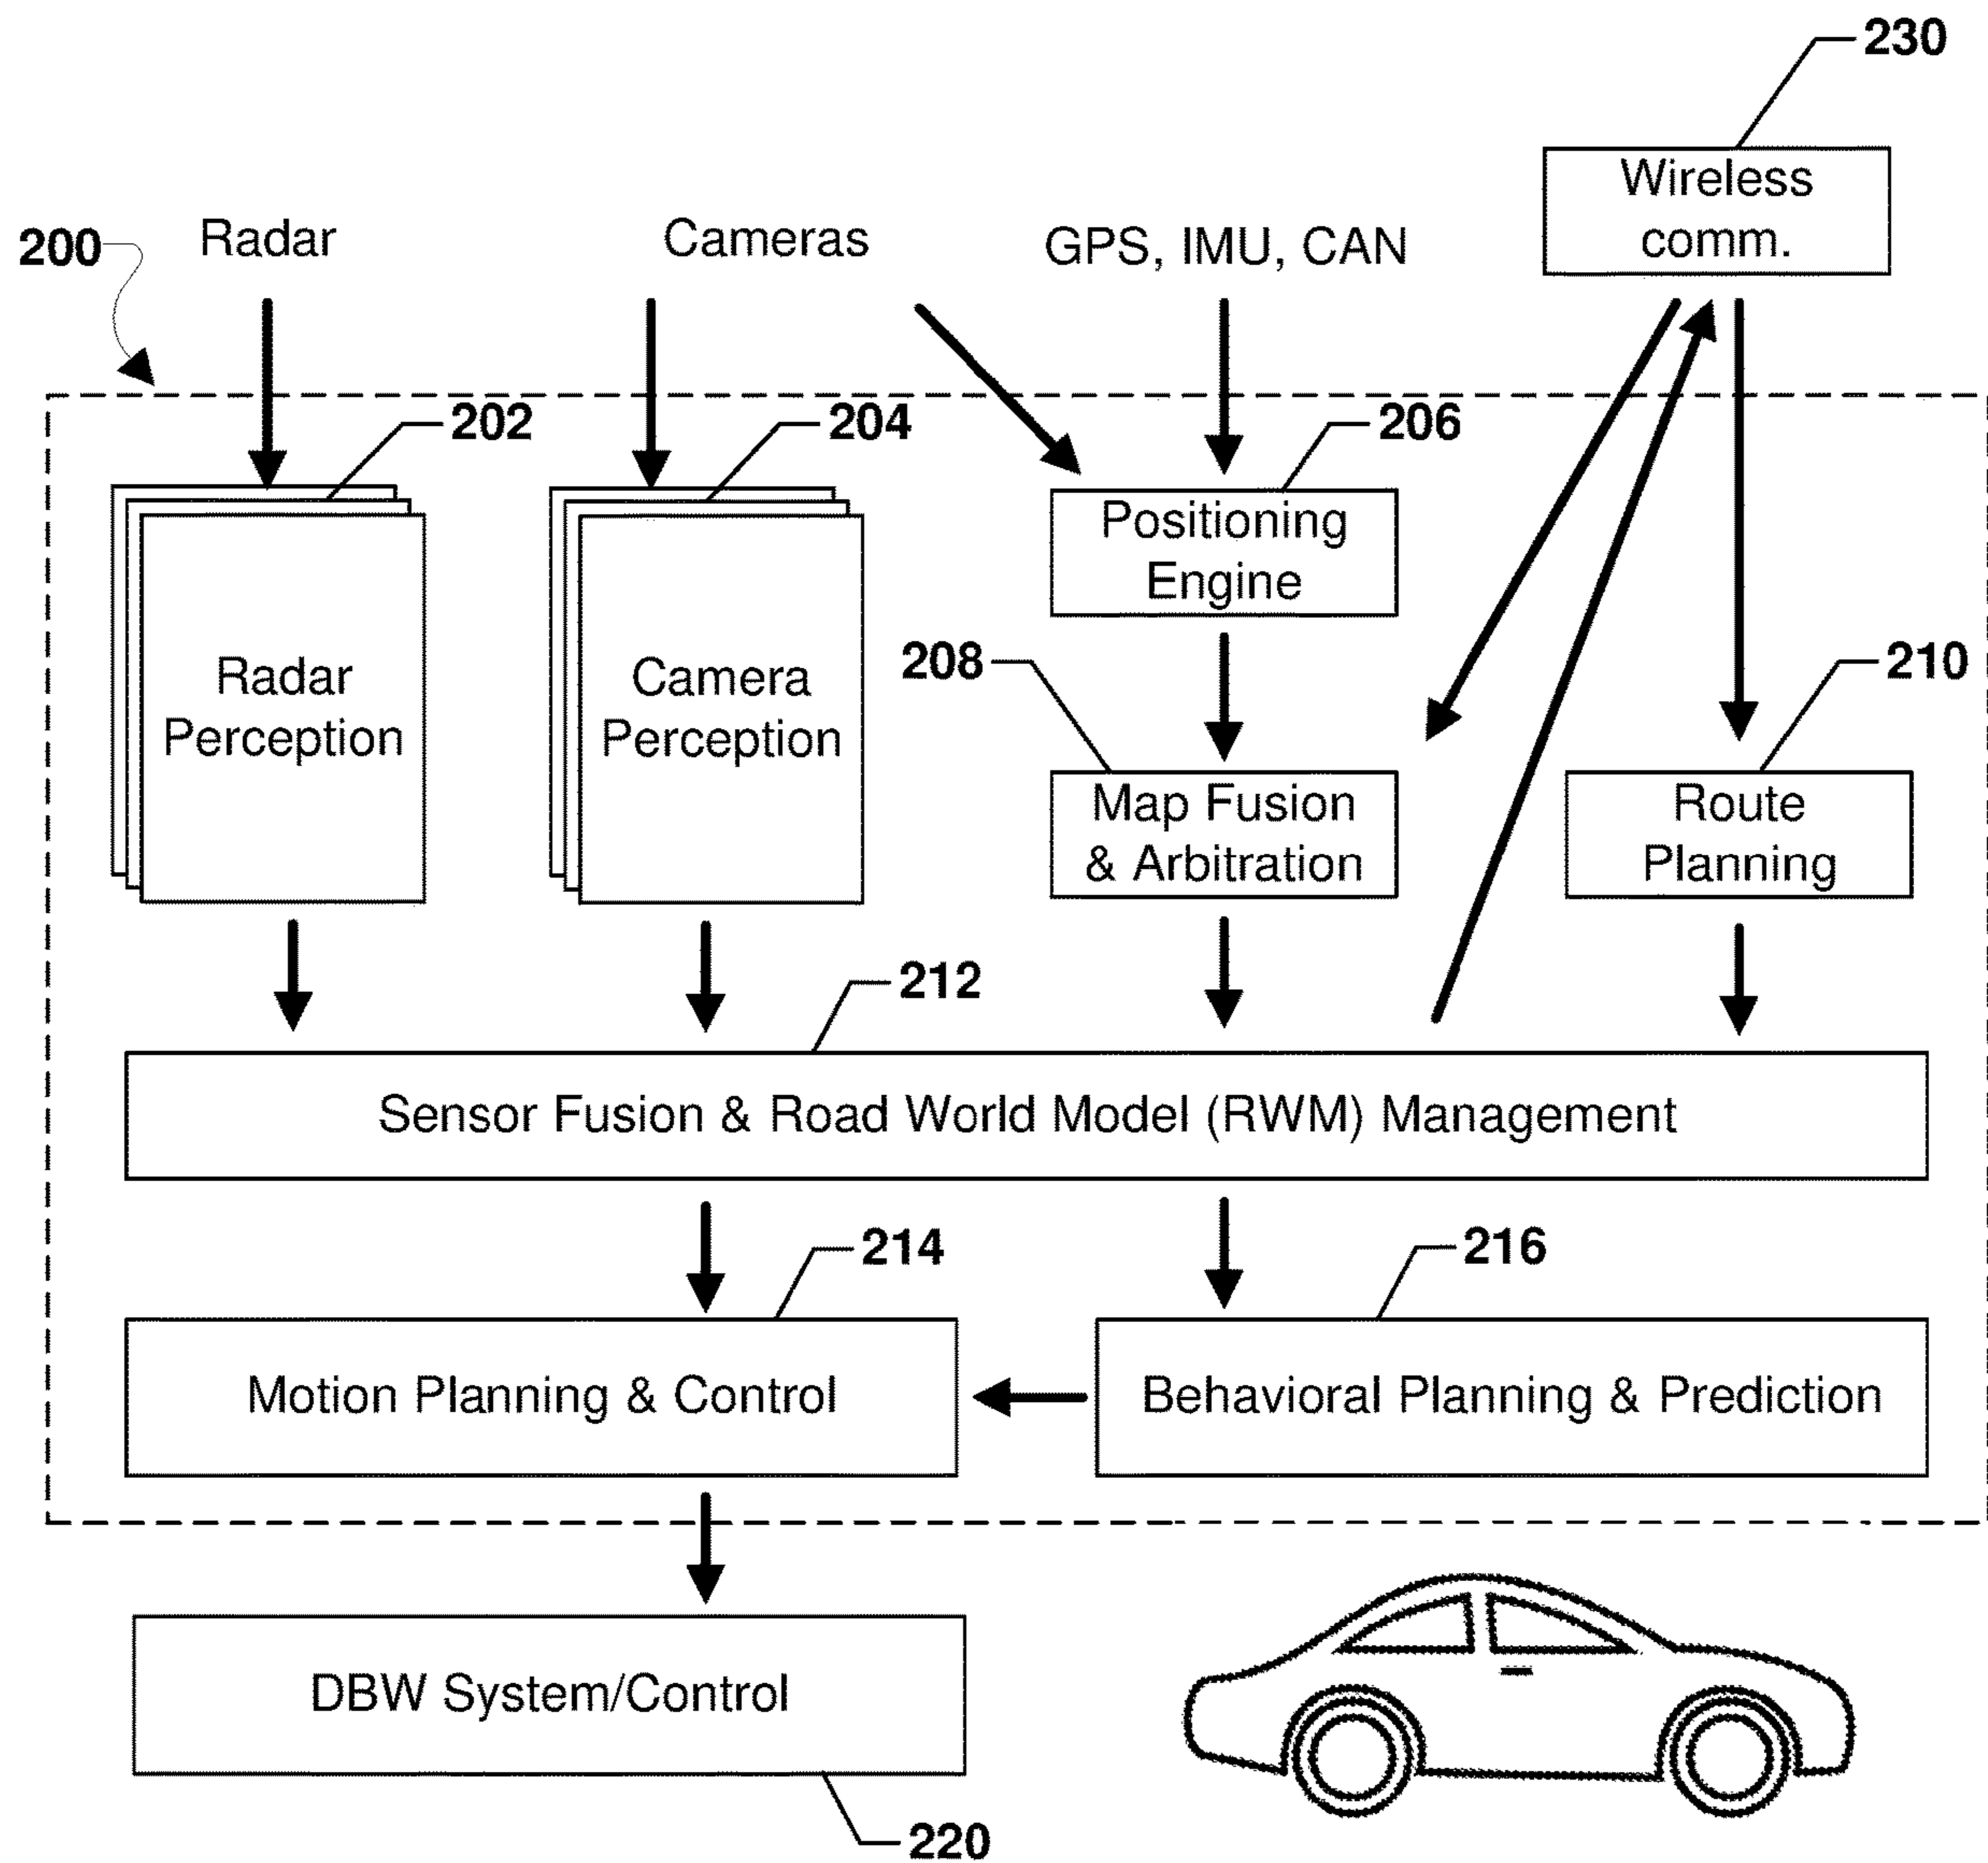 230
Wireless
comm.
200
Radar
Cameras
GPS, IMU, CAN
202
204
206
Positioning
Engine
Radar
Perception
Camera
Perception
208
210
Map Fusion
& Arbitration
Route
Planning
212
Sensor Fusion & Road World Model (RWM) Management
214
216
Motion Planning & Control
Behavioral Planning & Prediction
DBW System/Control
220